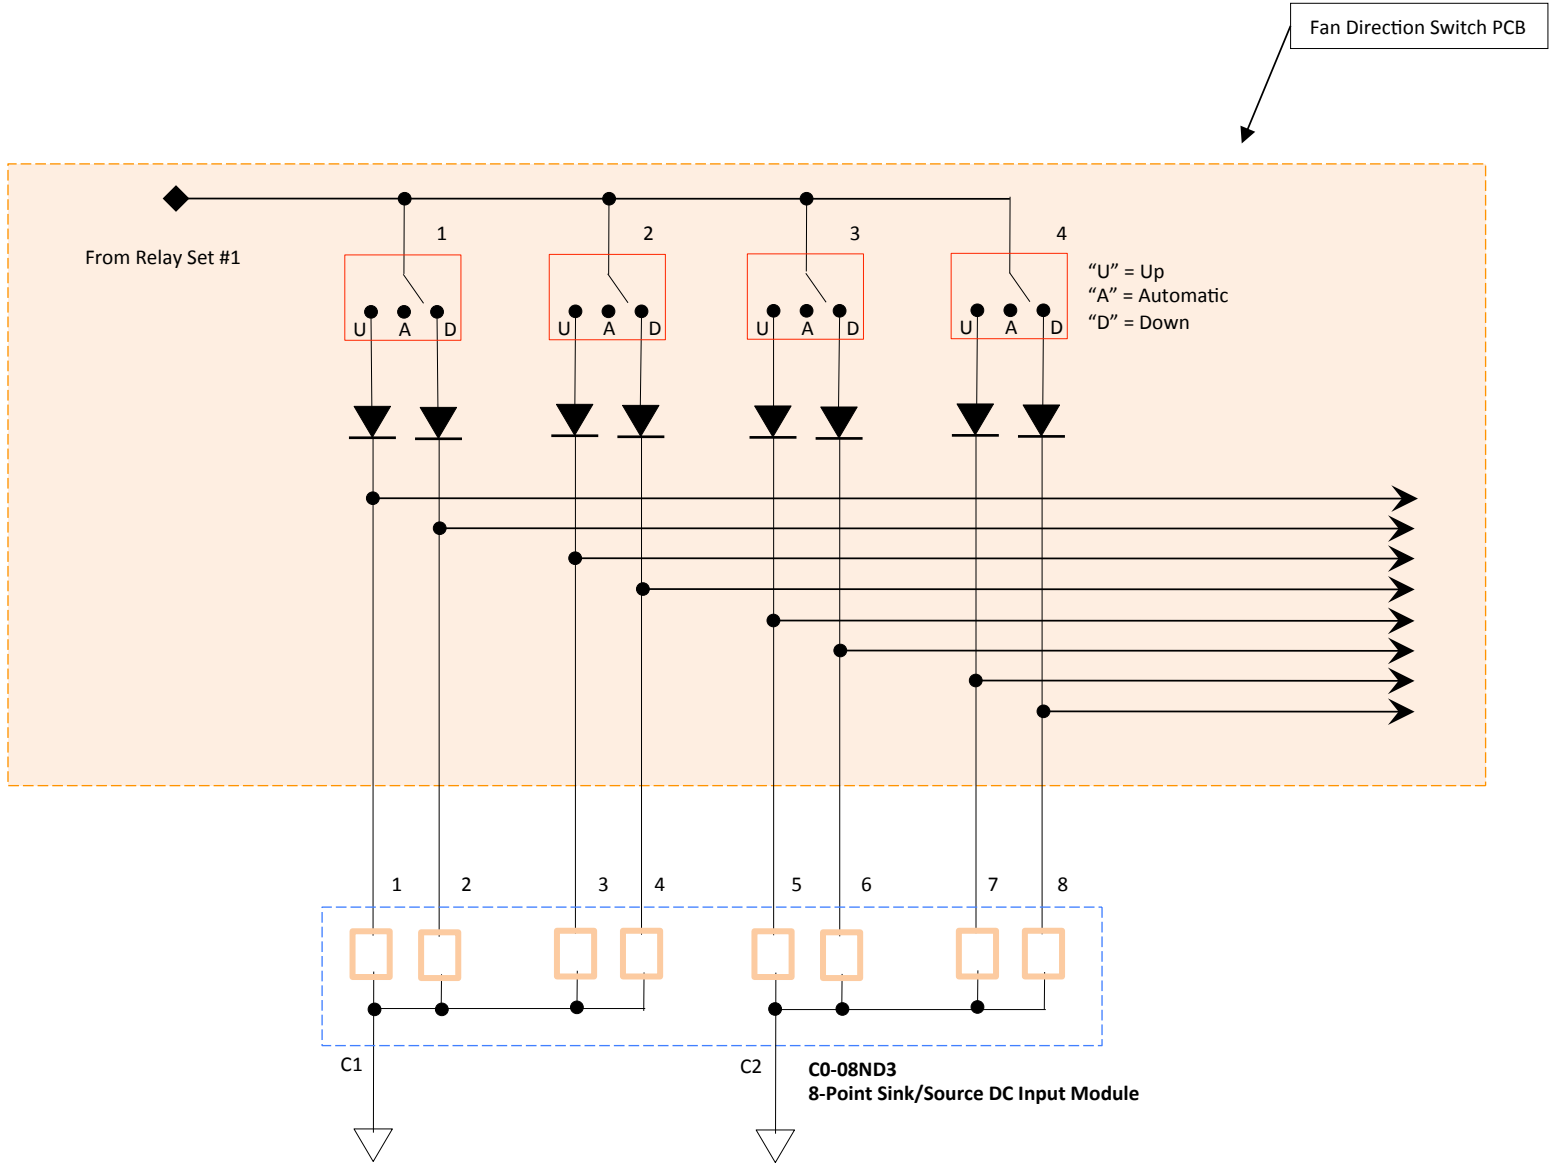 Fan Direction Switch PCB
From Relay Set #1
1
2
3
4
U A D
U A D
U A D
U A D
“U” = Up
“A” = Automatic
“D” = Down
1
2
3
4
5
6
7
8
C1
C2
C0-08ND3
8-Point Sink/Source DC Input Module